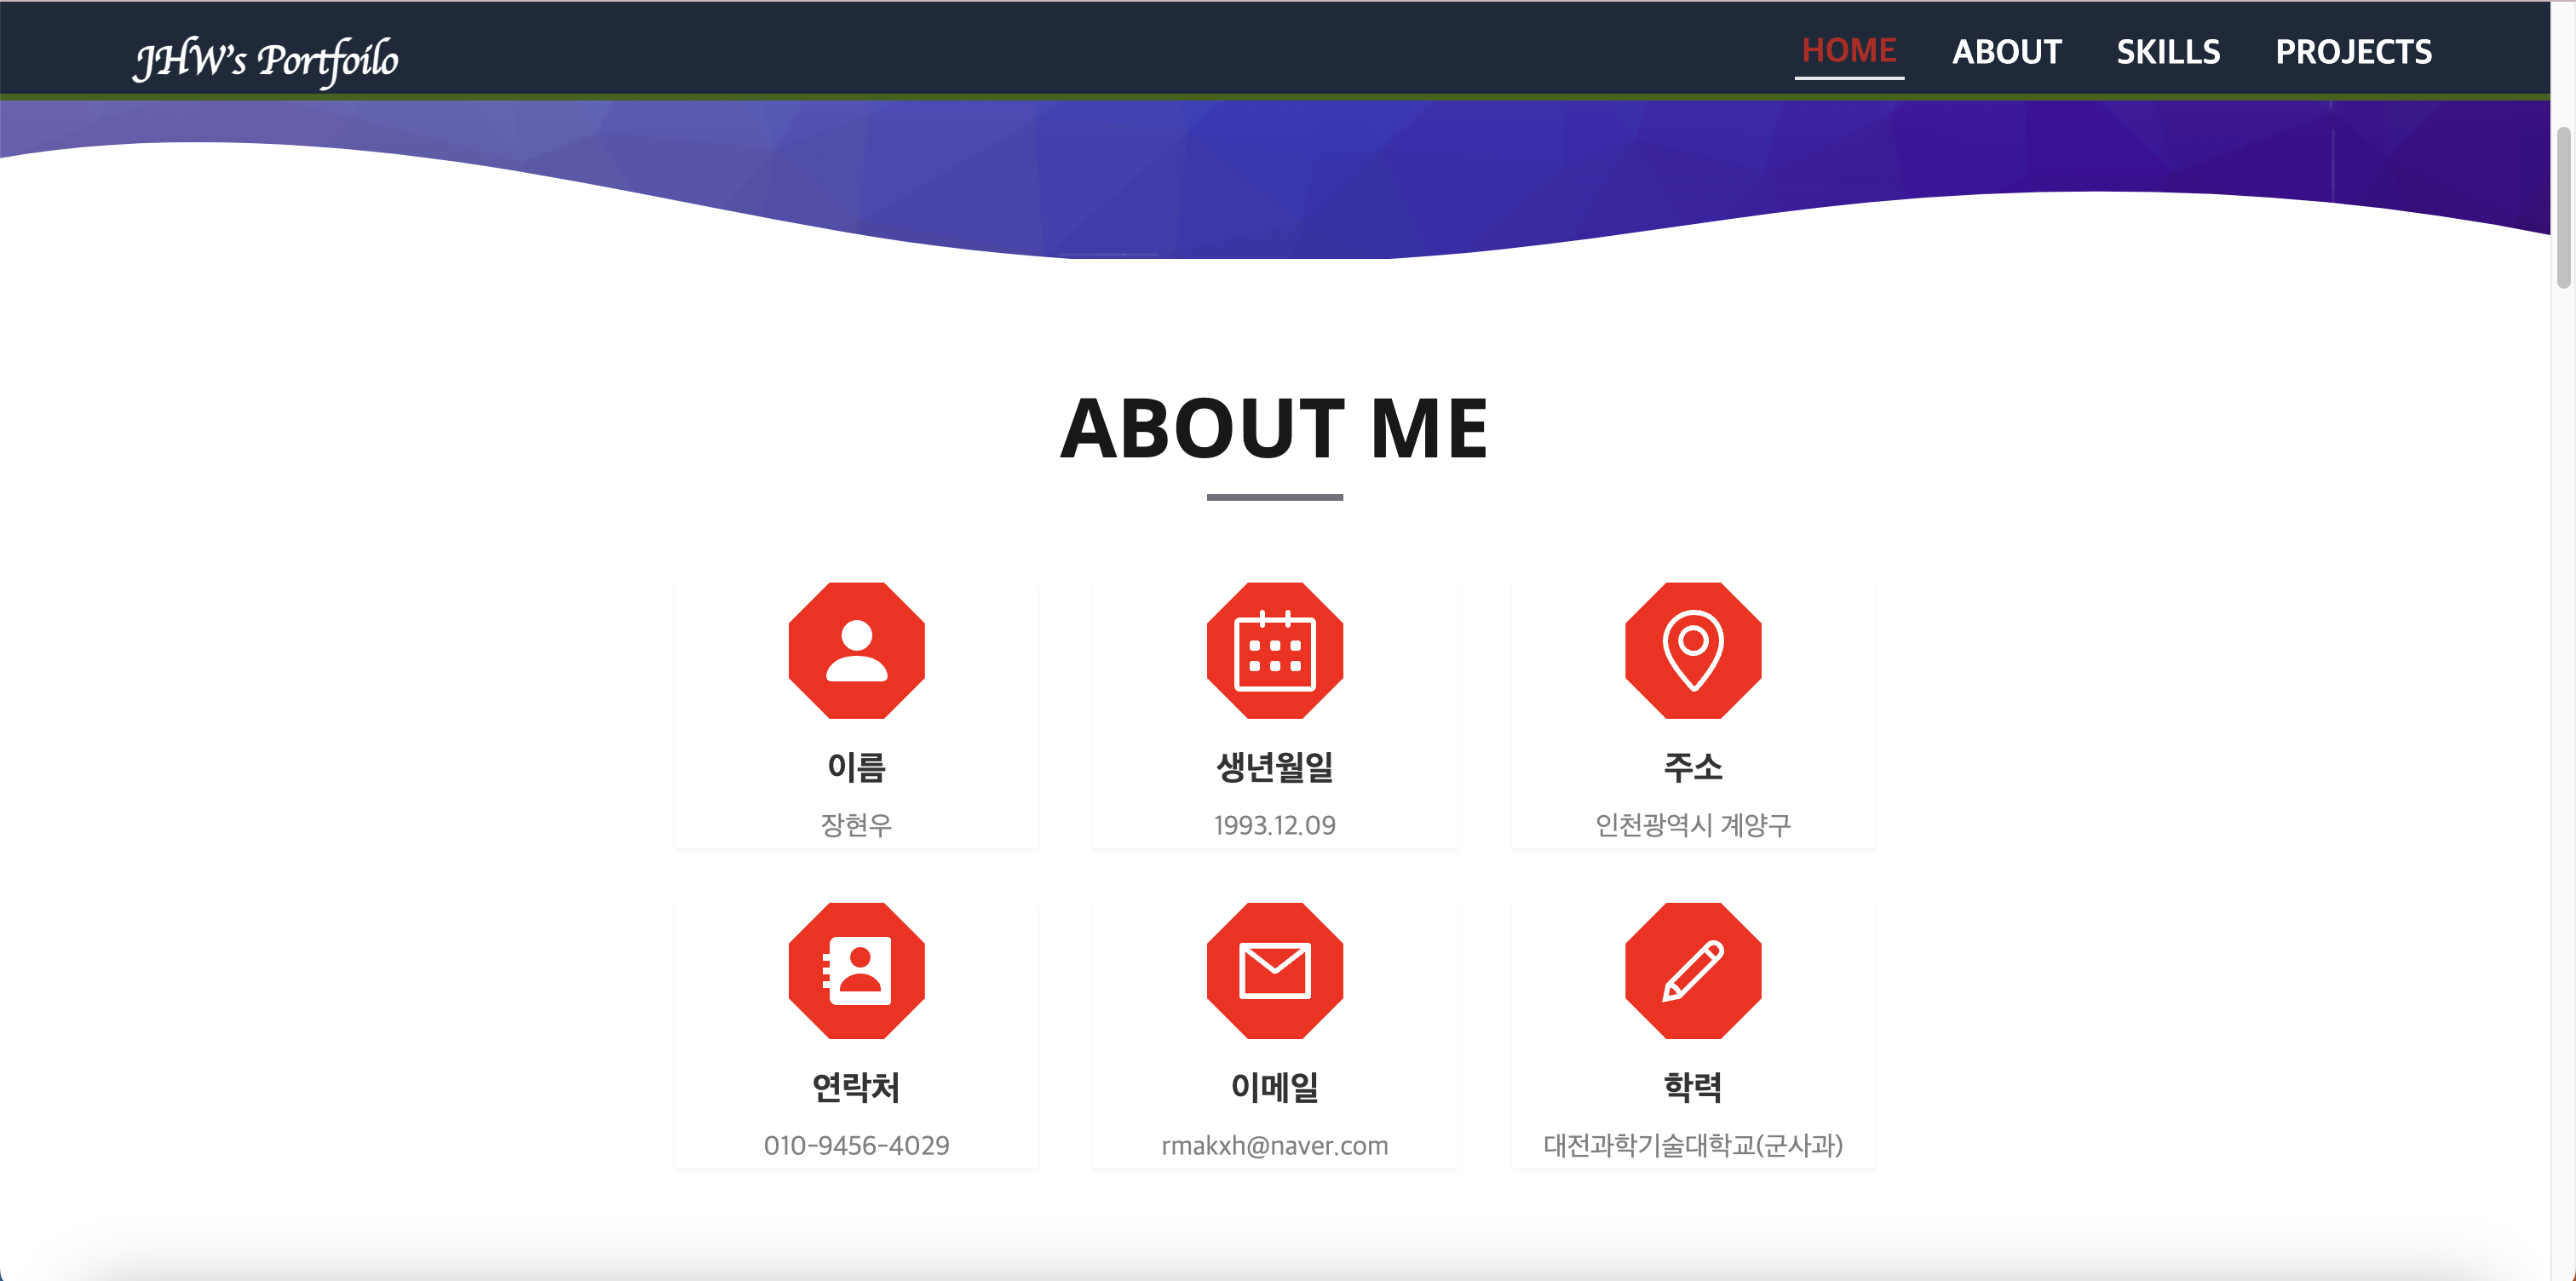 JHW's Portfoilo
HOME ABOUT SKILLS PROJECTS
ABOUT ME
이름 생년월일 주소
장현우 1993.12.09 인천광역시 계양구
연락처 이메일 학력
010-9456-4029 rmakxh@naver.com 대전과학기술대학교(군사과)